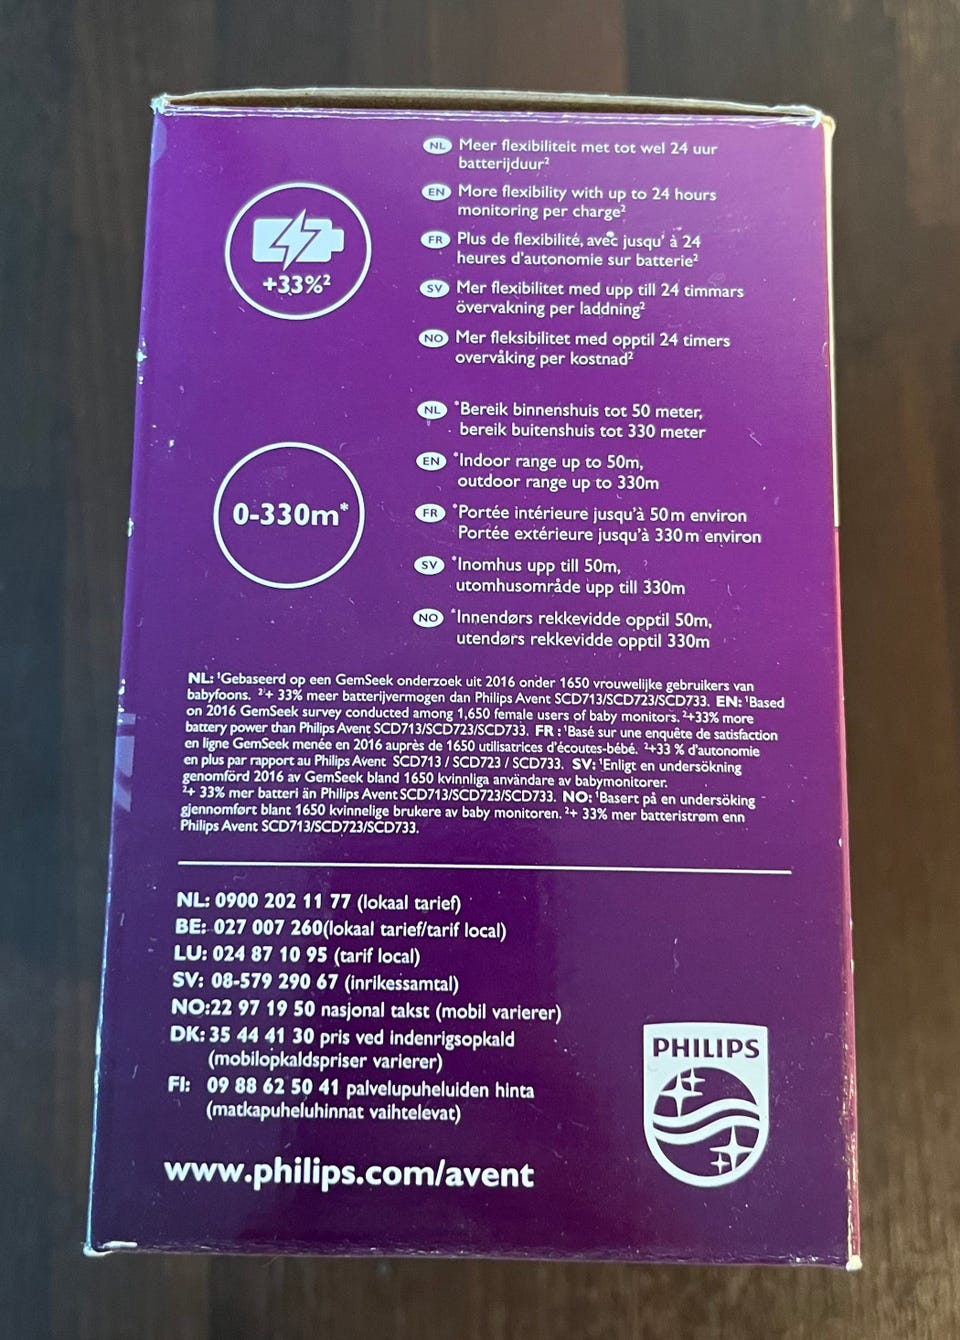 +33%²
NL Meer flexibiliteit met tot wel 24 uur
batterijduur²
EN More flexibility with up to 24 hours
monitoring per charge²
FR Plus de flexibilité, avec jusqu' à 24
heures d'autonomie sur batterie²
SV Mer flexibilitet med upp till 24 timmars
övervakning per laddning²
NO Mer fleksibilitet med opptil 24 timers
overvåking per kostnad²
0-330m*
NL *Bereik binnenshuis tot 50 meter,
bereik buitenshuis tot 330 meter
EN *Indoor range up to 50m,
outdoor range up to 330m
FR *Portée intérieure jusqu'à 50 m environ
Portée extérieure jusqu'à 330 m environ
SV *Inomhus upp till 50m,
utomhusområde upp till 330m
NO *Innendørs rekkevidde opptil 50m,
utendørs rekkevidde opptil 330m
NL: ¹Gebaseerd op een GemSeek onderzoek uit 2016 onder 1650 vrouwelijke gebruikers van
babyfoons. ²+ 33% meer batterijvermogen dan Philips Avent SCD713/SCD723/SCD733. EN: ¹Based
on 2016 GemSeek survey conducted among 1,650 female users of baby monitors. ²+33% more
battery power than Philips Avent SCD713/SCD723/SCD733. FR : ¹Basé sur une enquête de satisfaction
en ligne GemSeek menée en 2016 auprès de 1650 utilisatrices d'écoutes-bébé. ²+33 % d'autonomie
en plus par rapport au Philips Avent SCD713 / SCD723 / SCD733. SV: ¹Enligt en undersökning
genomförd 2016 av GemSeek bland 1650 kvinnliga användare av babymonitorer.
²+ 33% mer batteri än Philips Avent SCD713/SCD723/SCD733. NO: ¹Basert på en undersöking
gjennomført blant 1650 kvinnelige brukere av baby monitoren. ²+ 33% mer batteristrøm enn
Philips Avent SCD713/SCD723/SCD733.
NL: 0900 202 11 77 (lokaal tarief)
BE: 027 007 260(lokaal tarief/tarif local)
LU: 024 87 10 95 (tarif local)
SV: 08-579 290 67 (inrikessamtal)
NO:22 97 19 50 nasjonal takst (mobil varierer)
DK: 35 44 41 30 pris ved indenrigsopkald
(mobilopkaldspriser varierer)
FI: 09 88 62 50 41 palvelupuheluiden hinta
(matkapuheluhinnat vaihtelevat)
www.philips.com/avent
PHILIPS